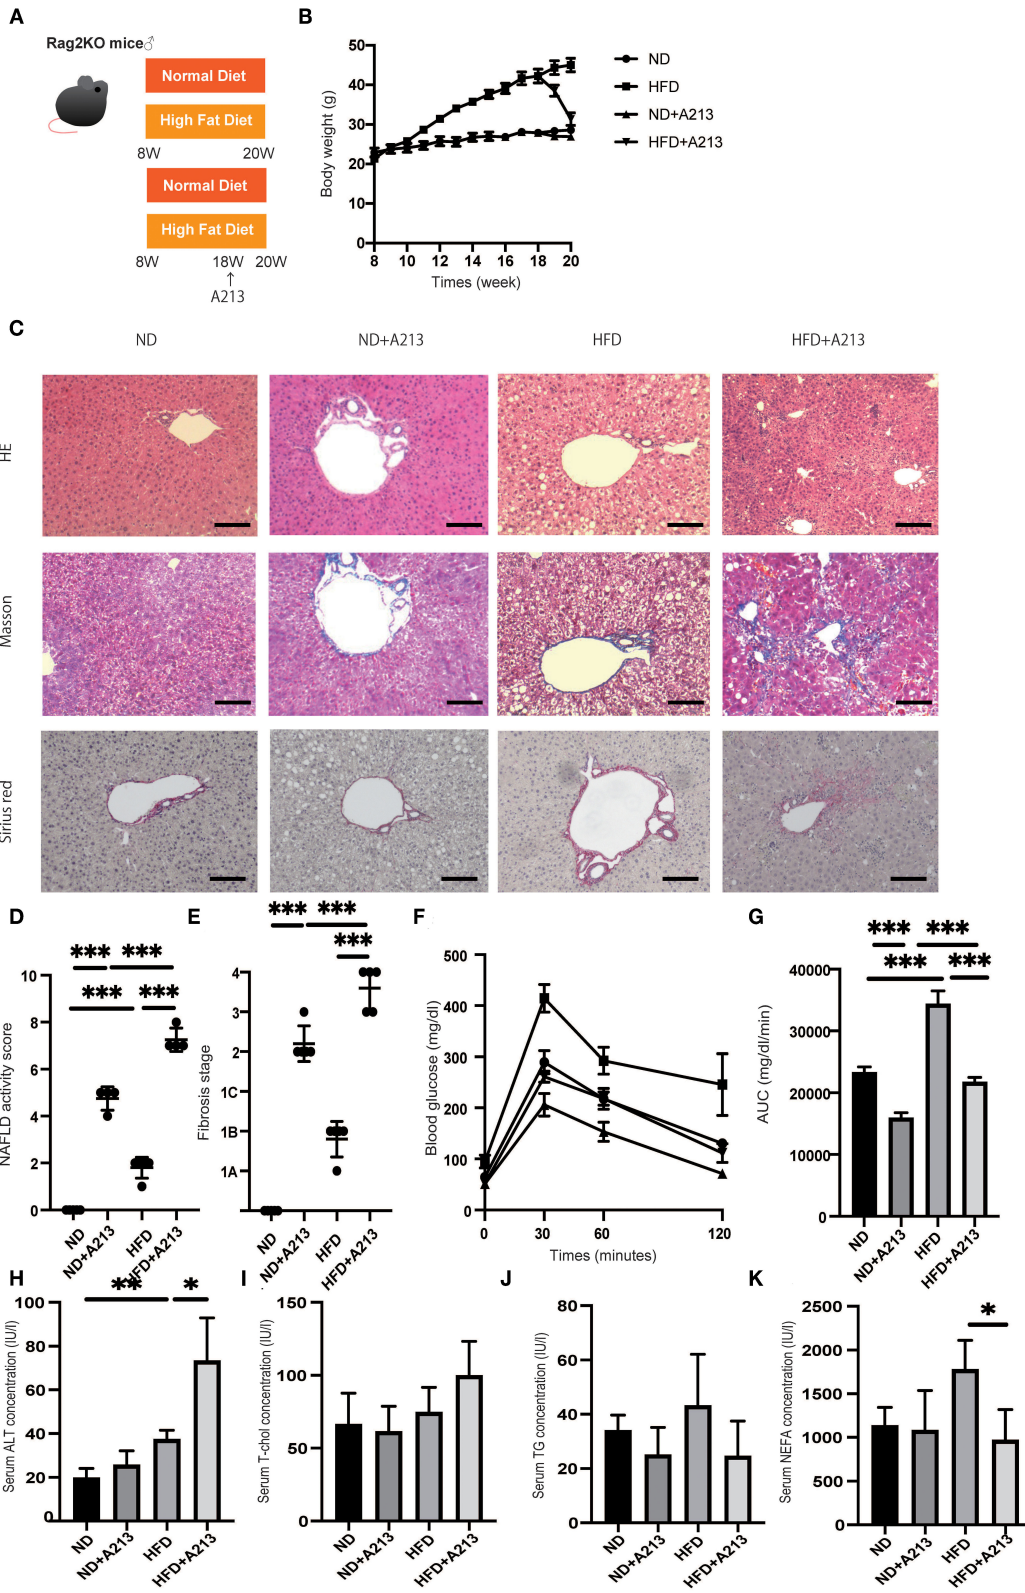 A
Rag2KO mice♂
Normal Diet
High Fat Diet
8W 20W
Normal Diet
High Fat Diet
8W 18W 20W
↑
A213
B
Body weight (g)
50
40
30
20
10
0
8 10 12 14 16 18 20
Times (week)
ND
HFD
ND+A213
HFD+A213
C
ND ND+A213 HFD HFD+A213
HE
Masson
Sirius red
D
*** ***
*** ***
NAFLD activity score
10
8
6
4
2
0
ND ND+A213 HFD HFD+A213
E
*** ***
***
Fibrosis stage
4
3
2
1C
1B
1A
0
ND ND+A213 HFD HFD+A213
F
Blood glucose (mg/dl)
500
400
300
200
100
0
0 30 60 120
Times (minutes)
G
*** ***
*** ***
AUC (mg/dl/min)
40000
30000
20000
10000
0
ND ND+A213 HFD HFD+A213
H
** *
Serum ALT concentration (IU/l)
100
80
60
40
20
0
ND ND+A213 HFD HFD+A213
I
Serum T-chol concentration (IU/l)
150
100
50
0
ND ND+A213 HFD HFD+A213
J
Serum TG concentration (IU/l)
80
60
40
20
0
ND ND+A213 HFD HFD+A213
K
*
Serum NEFA concentration (IU/l)
2500
2000
1500
1000
500
0
ND ND+A213 HFD HFD+A213